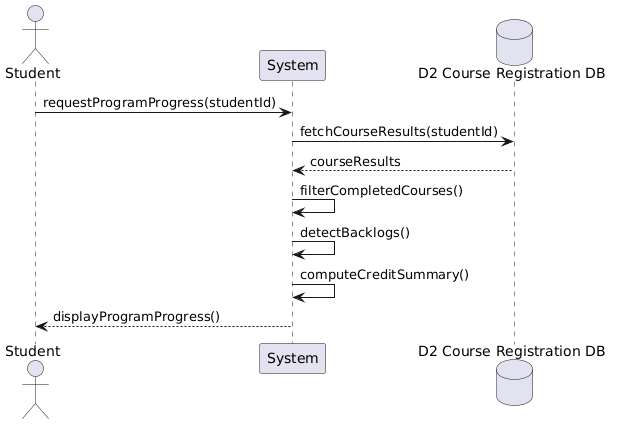 Student
System
D2 Course Registration DB
requestProgramProgress(studentId)
fetchCourseResults(studentId)
courseResults
filterCompletedCourses()
detectBacklogs()
computeCreditSummary()
displayProgramProgress()
Student
System
D2 Course Registration DB